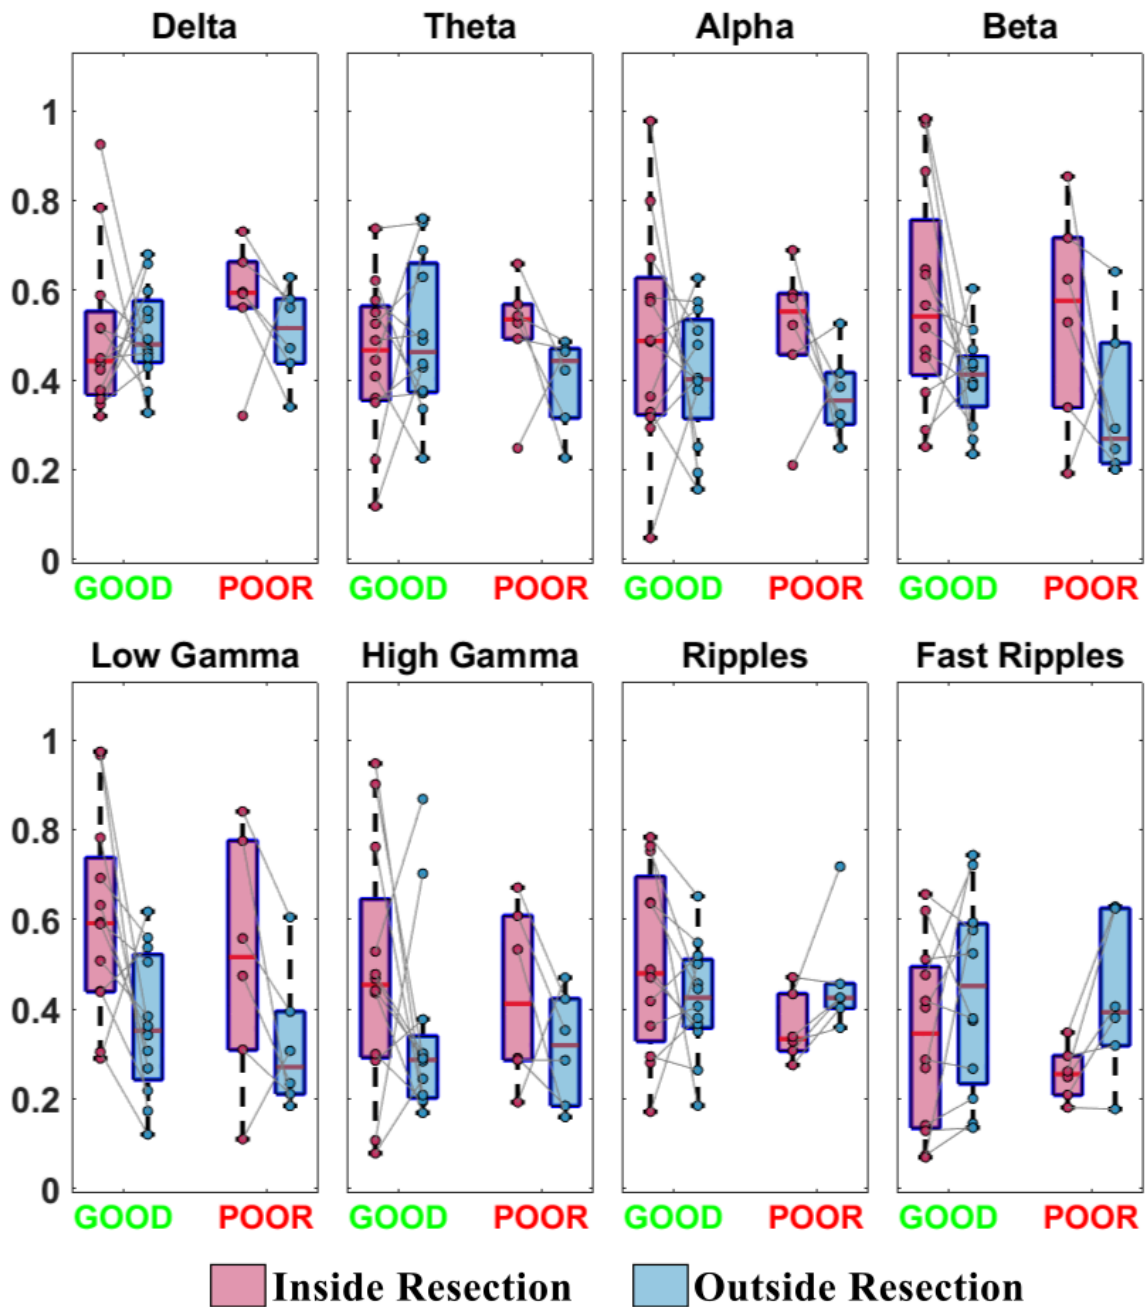 Delta Theta Alpha Beta
1
0.8
0.6
0.4
0.2
0
GOOD POOR GOOD POOR GOOD POOR GOOD POOR
Low Gamma High Gamma Ripples Fast Ripples
1
0.8
0.6
0.4
0.2
0
GOOD POOR GOOD POOR GOOD POOR GOOD POOR
Inside Resection Outside Resection